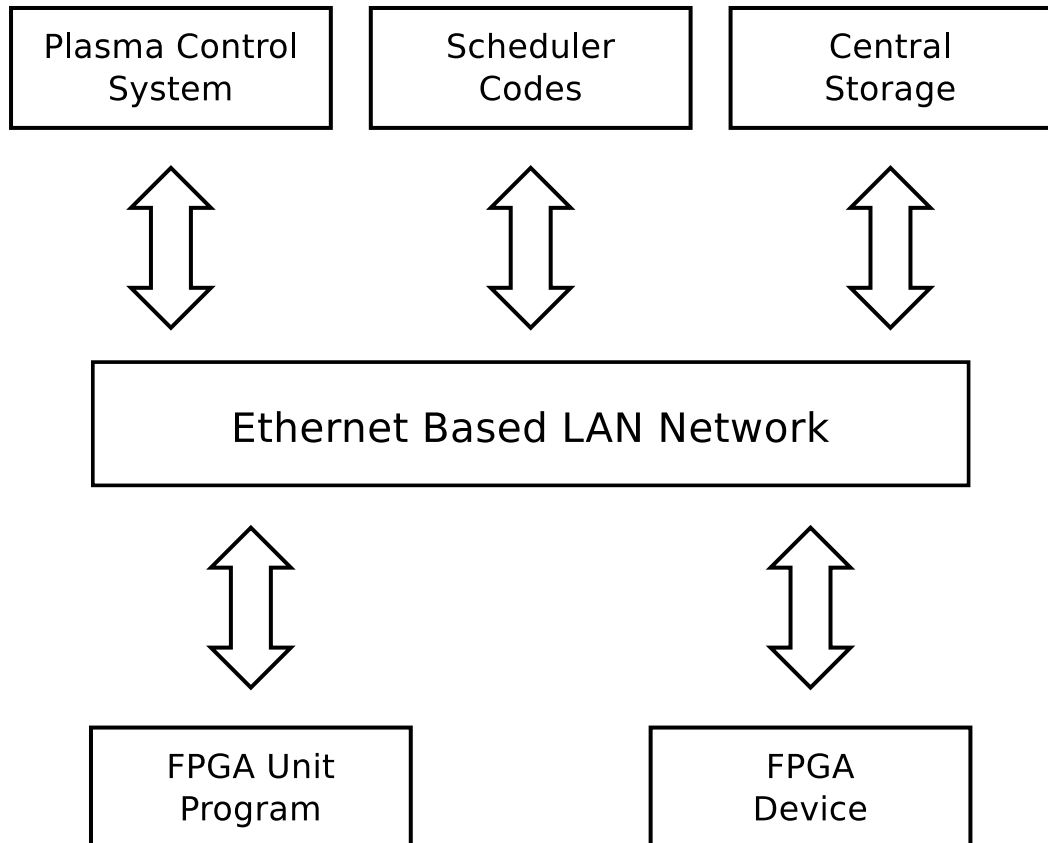 Plasma Control
System
Scheduler
Codes
Central
Storage
Ethernet Based LAN Network
FPGA Unit
Program
FPGA
Device